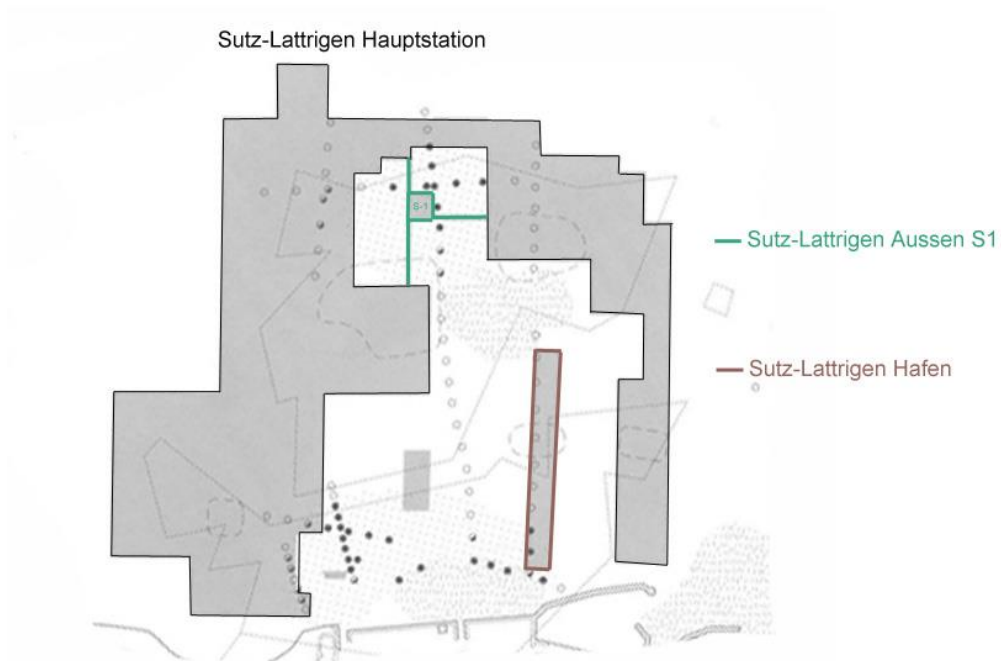 Sutz-Lattrigen Hauptstation
S-1
Sutz-Lattrigen Aussen S1
Sutz-Lattrigen Hafen